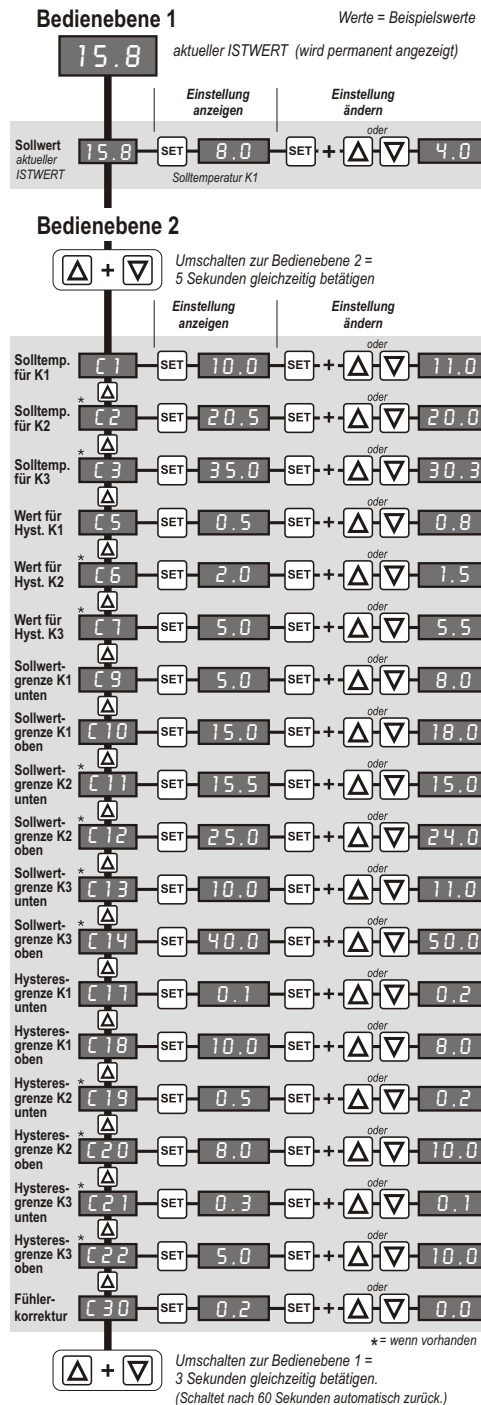 Bedienebene 1
Werte = Beispielswerte
15.8
aktueller ISTWERT (wird permanent angezeigt)
Einstellung anzeigen
Einstellung ändern
oder
Sollwert aktueller ISTWERT 15.8 SET 8.0 SET + 4.0
Solltemperatur K1
Bedienebene 2
+
Umschalten zur Bedienebene 2 =
5 Sekunden gleichzeitig betätigen
Einstellung anzeigen
Einstellung ändern
oder
Solltemp. für K1 C1 SET 10.0 SET + 11.0
oder
* Solltemp. für K2 C2 SET 20.5 SET + 20.0
oder
* Solltemp. für K3 C3 SET 35.0 SET + 30.3
oder
Wert für Hyst. K1 C5 SET 0.5 SET + 0.8
oder
* Wert für Hyst. K2 C6 SET 2.0 SET + 1.5
oder
* Wert für Hyst. K3 C7 SET 5.0 SET + 5.5
oder
Sollwert- grenze K1 unten C9 SET 5.0 SET + 8.0
oder
Sollwert- grenze K1 oben C10 SET 15.0 SET + 18.0
oder
* Sollwert- grenze K2 unten C11 SET 15.5 SET + 15.0
oder
* Sollwert- grenze K2 oben C12 SET 25.0 SET + 24.0
oder
* Sollwert- grenze K3 unten C13 SET 10.0 SET + 11.0
oder
* Sollwert- grenze K3 oben C14 SET 40.0 SET + 50.0
oder
Hysteres- grenze K1 unten C17 SET 0.1 SET + 0.2
oder
Hysteres- grenze K1 oben C18 SET 10.0 SET + 8.0
oder
* Hysteres- grenze K2 unten C19 SET 0.5 SET + 0.2
oder
* Hysteres- grenze K2 oben C20 SET 8.0 SET + 10.0
oder
* Hysteres- grenze K3 unten C21 SET 0.3 SET + 0.1
oder
* Hysteres- grenze K3 oben C22 SET 5.0 SET + 10.0
oder
Fühler- korrektur C30 SET 0.2 SET + 0.0
* = wenn vorhanden
+
Umschalten zur Bedienebene 1 =
3 Sekunden gleichzeitig betätigen.
(Schaltet nach 60 Sekunden automatisch zurück.)